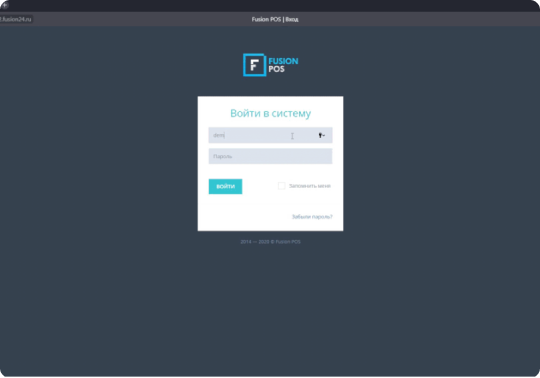 fusion24.ru
Fusion POS | Вход
FUSION
POS
Войти в систему
Пароль
ВОЙТИ
Запомнить меня
Забыли пароль?
2014 — 2020 © Fusion POS